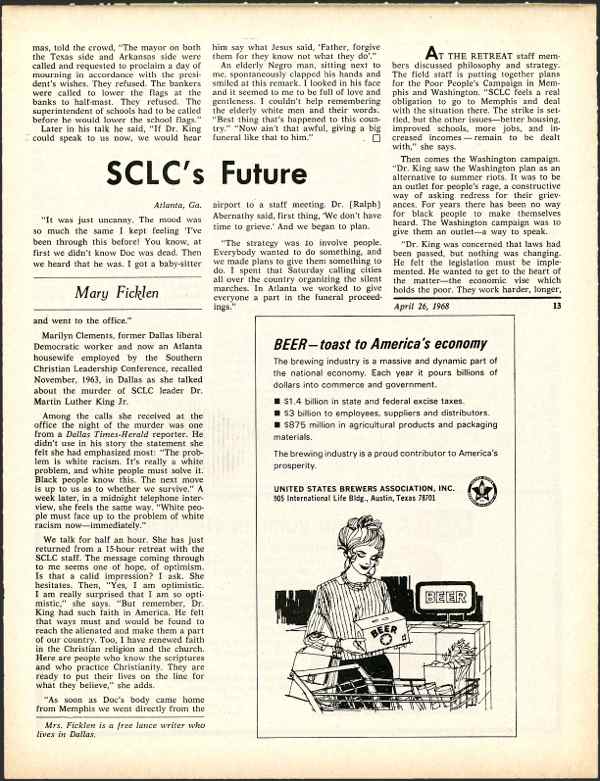 mas, told the crowd, "The mayor on both
the Texas side and Arkansas side were
called and requested to proclaim a day of
mourning in accordance with the presi-
dent's wishes. They refused. The bankers
were called to lower the flags at the
banks to half-mast. They refused. The
superintendent of schools had to be called
before he would lower the school flags."
Later in his talk he said, "If Dr. King
could speak to us now, we would hear
him say what Jesus said, 'Father, forgive
them for they know not what they do'."
An elderly Negro man, sitting next to
me, spontaneously clapped his hands and
smiled at this remark. I looked in his face
and it seemed to me to be full of love and
gentleness. I couldn't help remembering
the elderly white men and their words.
"Best thing that's happened to this coun-
try." "Now ain't that awful, giving a big
funeral like that to him."
SCLC's Future
Atlanta, Ga.
"It was just uncanny. The mood was
so much the same I kept feeling 'I've
been through this before! You know, at
first we didn't know Doc was dead. Then
we heard that he was. I got a baby-sitter
Mary Ficklen
and went to the office."
Marilyn Clements, former Dallas liberal
Democratic worker and now an Atlanta
housewife employed by the Southern
Christian Leadership Conference, recalled
November, 1963, in Dallas as she talked
about the murder of SCLC leader Dr.
Martin Luther King Jr.
Among the calls she received at the
office the night of the murder was one
from a Dallas Times-Herald reporter. He
didn't use in his story the statement she
felt she had emphasized most: "The prob-
lem is white racism. It's really a white
problem, and white people must solve it.
Black people know this. The next move
is up to us as to whether we survive." A
week later, in a midnight telephone inter-
view, she feels the same way. "White peo-
ple must face up to the problem of white
racism now—immediately."
We talk for half an hour. She has just
returned from a 15-hour retreat with the
SCLC staff. The message coming through
to me seems one of hope, of optimism.
Is that a calid impression? I ask. She
hesitates. Then, "Yes, I am optimistic.
I am really surprised that I am so opti-
mistic," she says. "But remember, Dr.
King had such faith in America. He felt
that ways must and would be found to
reach the alienated and make them a part
of our country. Too, I have renewed faith
in the Christian religion and the church.
Here are people who know the scriptures
and who practice Christianity. They are
ready to put their lives on the line for
what they believe," she adds.
"As soon as Doc's body came home
from Memphis we went directly from the
Mrs. Ficklen is a free lance writer who
lives in Dallas.
airport to a staff meeting. Dr. [Ralph]
Abernathy said, first thing, 'We don't have
time to grieve.' And we began to plan.
"The strategy was to involve people.
Everybody wanted to do something, and
we made plans to give them something to
do. I spent that Saturday calling cities
all over the country organizing the silent
marches. In Atlanta we worked to give
everyone a part in the funeral proceed-
ings."
AT THE RETREAT staff mem-
bers discussed philosophy and strategy.
The field staff is putting together plans
for the Poor People's Campaign in Mem-
phis and Washington. "SCLC feels a real
obligation to go to Memphis and deal
with the situation there. The strike is set-
tled, but the other issues—better housing,
improved schools, more jobs, and in-
creased incomes—remain to be dealt
with," she says.
Then comes the Washington campaign.
"Dr. King saw the Washington plan as an
alternative to summer riots. It was to be
an outlet for people's rage, a constructive
way of asking redress for their griev-
ances. For years there has been no way
for black people to make themselves
heard. The Washington campaign was to
give them an outlet—a way to speak.
"Dr. King was concerned that laws had
been passed, but nothing was changing.
He felt the legislation must be imple-
mented. He wanted to get to the heart of
the matter—the economic vise which
holds the poor. They work harder, longer,
April 26, 1968 13
BEER—toast to America's economy
The brewing industry is a massive and dynamic part of
the national economy. Each year it pours billions of
dollars into commerce and government.
■ $1.4 billion in state and federal excise taxes.
■ $3 billion to employees, suppliers and distributors.
■ $875 million in agricultural products and packaging
materials.
The brewing industry is a proud contributor to America's
prosperity.
UNITED STATES BREWERS ASSOCIATION, INC.
905 International Life Bldg., Austin, Texas 78701
BEER
BEER